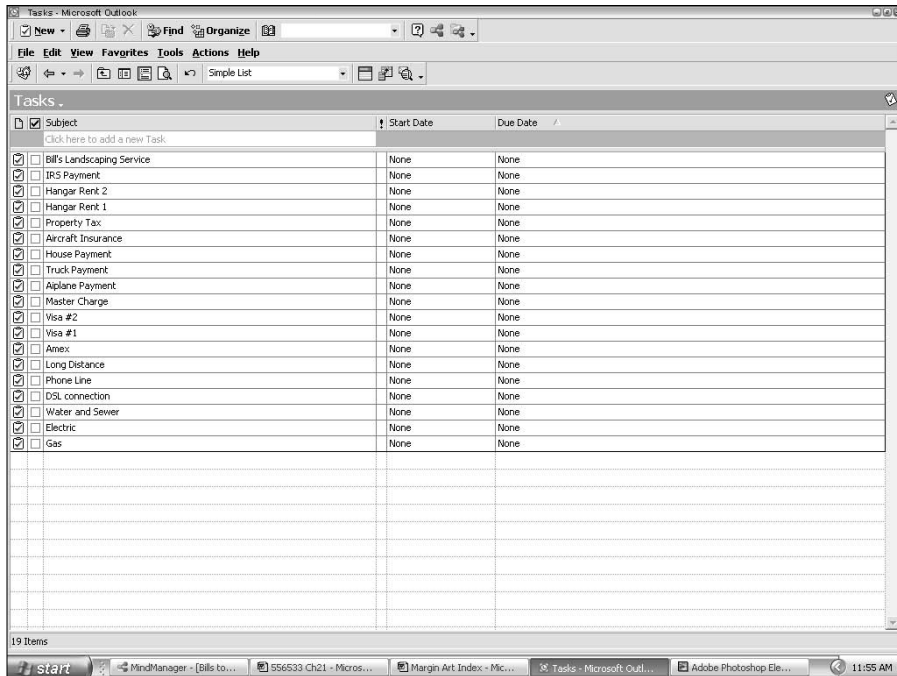 Tasks - Microsoft Outlook
New Find Organize
File Edit View Favorites Tools Actions Help
Simple List
Tasks
Subject ! Start Date Due Date
Click here to add a new Task
Bill's Landscaping Service None None
IRS Payment None None
Hangar Rent 2 None None
Hangar Rent 1 None None
Property Tax None None
Aircraft Insurance None None
House Payment None None
Truck Payment None None
Aiplane Payment None None
Master Charge None None
Visa #2 None None
Visa #1 None None
Amex None None
Long Distance None None
Phone Line None None
DSL connection None None
Water and Sewer None None
Electric None None
Gas None None
19 Items
start MindManager - [Bills to... 556533 Ch21 - Micros... Margin Art Index - Mic... Tasks - Microsoft Outl... Adobe Photoshop Ele... 11:55 AM